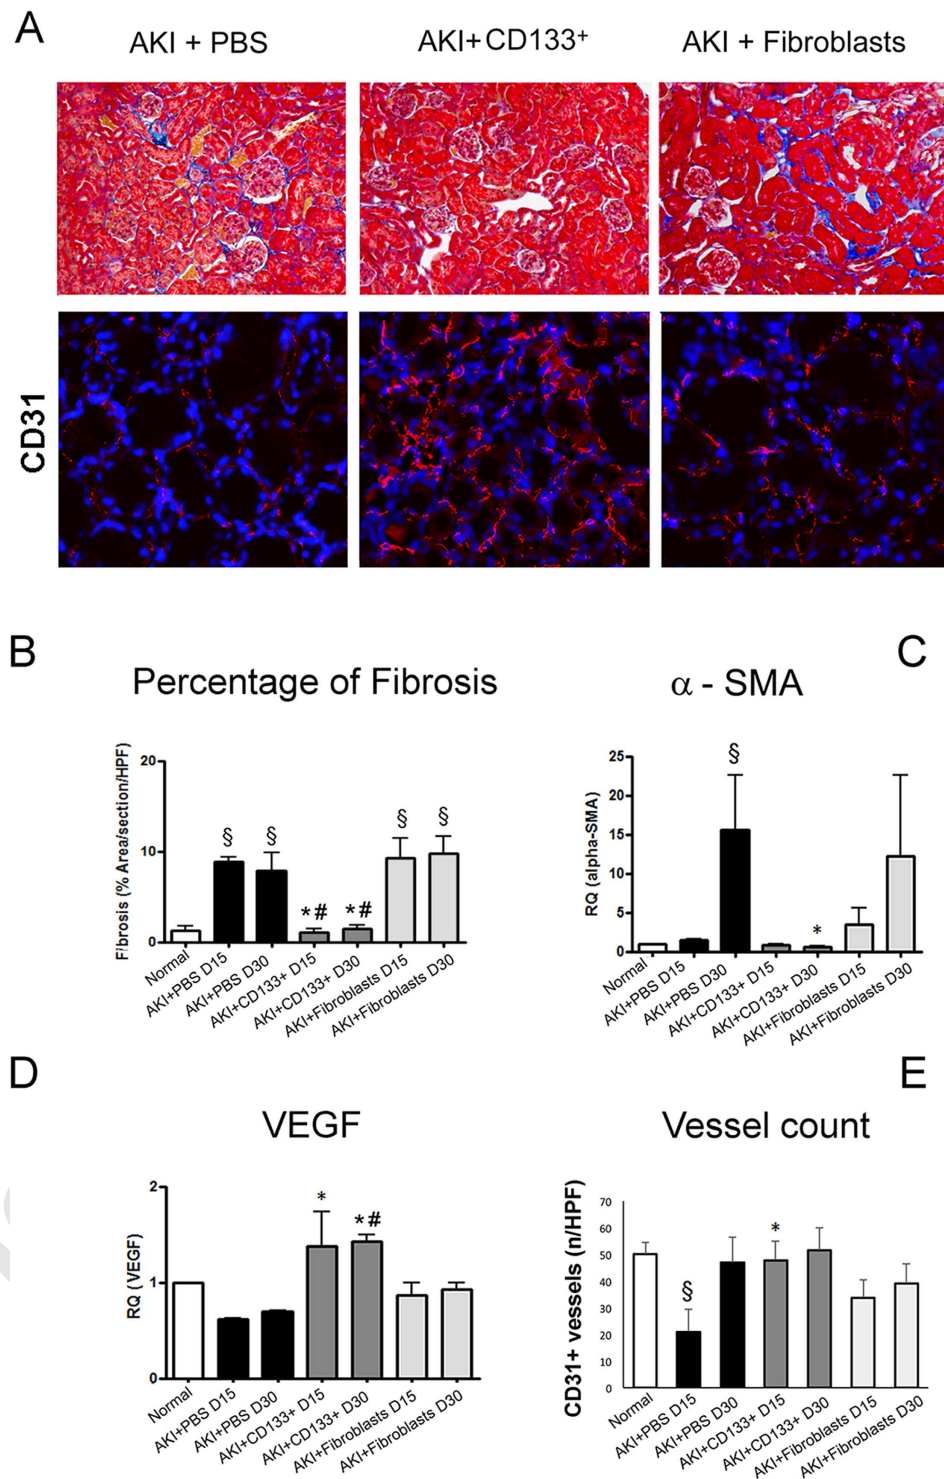 A
AKI + PBS
AKI+CD133+
AKI + Fibroblasts
CD31
B
Percentage of Fibrosis
Fibrosis (% Area/section/HPF)
20
10
0
§
§
*#
*#
§
§
Normal
AKI+PBS D15
AKI+PBS D30
AKI+CD133+ D15
AKI+CD133+ D30
AKI+Fibroblasts D15
AKI+Fibroblasts D30
C
α - SMA
RQ (alpha-SMA)
25
20
15
10
5
0
§
*
Normal
AKI+PBS D15
AKI+PBS D30
AKI+CD133+ D15
AKI+CD133+ D30
AKI+Fibroblasts D15
AKI+Fibroblasts D30
D
VEGF
RQ (VEGF)
2
1
0
*
*#
Normal
AKI+PBS D15
AKI+PBS D30
AKI+CD133+ D15
AKI+CD133+ D30
AKI+Fibroblasts D15
AKI+Fibroblasts D30
E
Vessel count
CD31+ vessels (n/HPF)
70
60
50
40
30
20
10
0
§
*
Normal
AKI+PBS D15
AKI+PBS D30
AKI+CD133+ D15
AKI+CD133+ D30
AKI+Fibroblasts D15
AKI+Fibroblasts D30